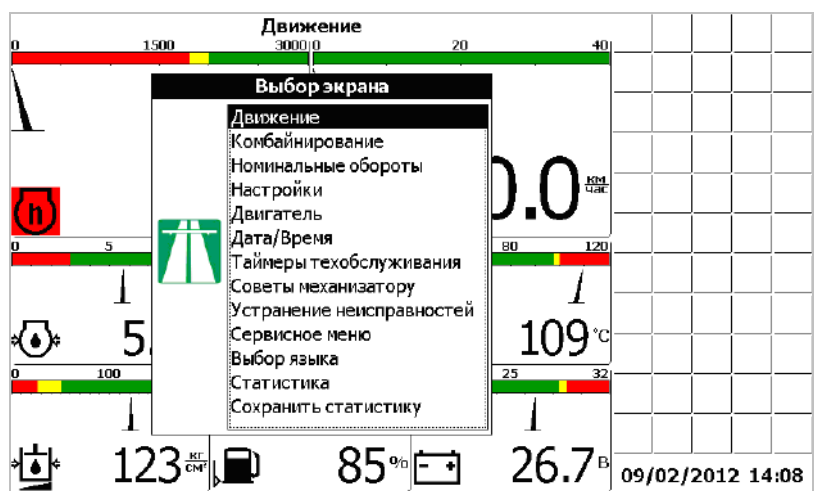 Движение
0 1500 3000 0 20 40
Выбор экрана
Движение
Комбайнирование
Номинальные обороты
Настройки
Двигатель
Дата/Время
Таймеры техобслуживания
Советы механизатору
Устранение неисправностей
Сервисное меню
Выбор языка
Статистика
Сохранить статистику
0.0 км/час
h
0 5 80 120
5. 109 °C
0 100 25 32
123 кг/см² 85 % 26.7 В
09/02/2012 14:08